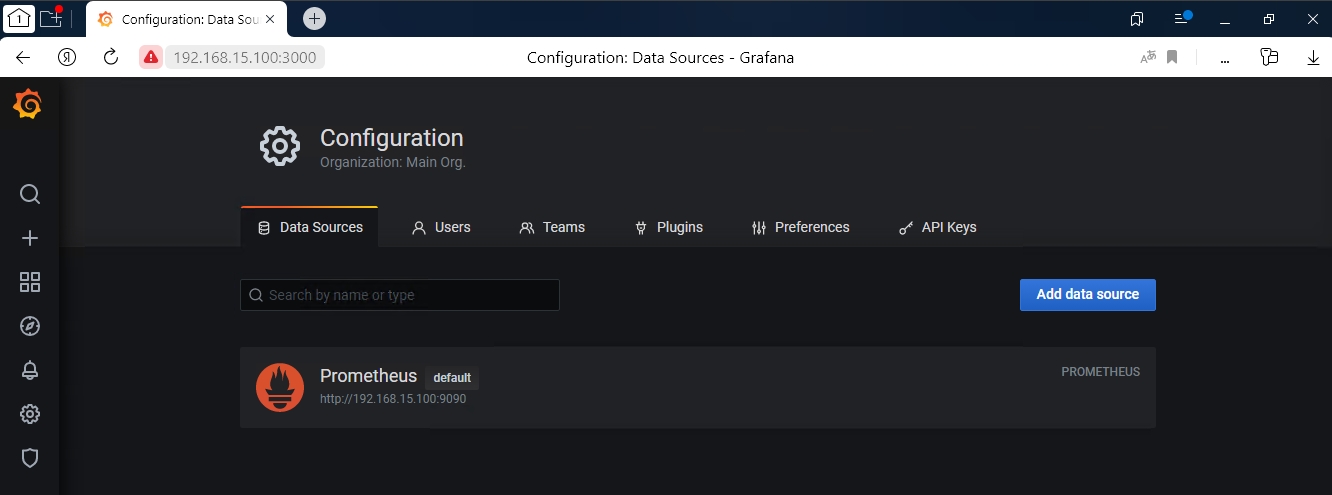 1
Configuration: Data Sou
Я
192.168.15.100:3000
Configuration: Data Sources - Grafana
Configuration
Organization: Main Org.
Data Sources
Users
Teams
Plugins
Preferences
API Keys
Search by name or type
Add data source
Prometheus
default
PROMETHEUS
http://192.168.15.100:9090